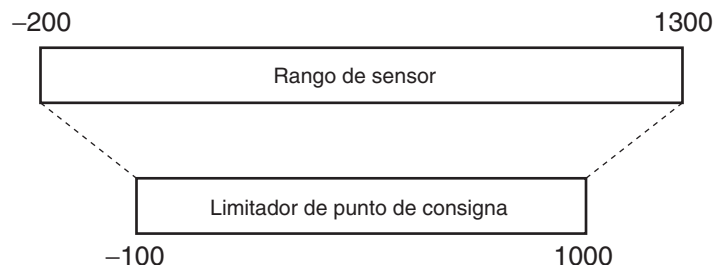 –200 1300
Rango de sensor
Limitador de punto de consigna
–100 1000